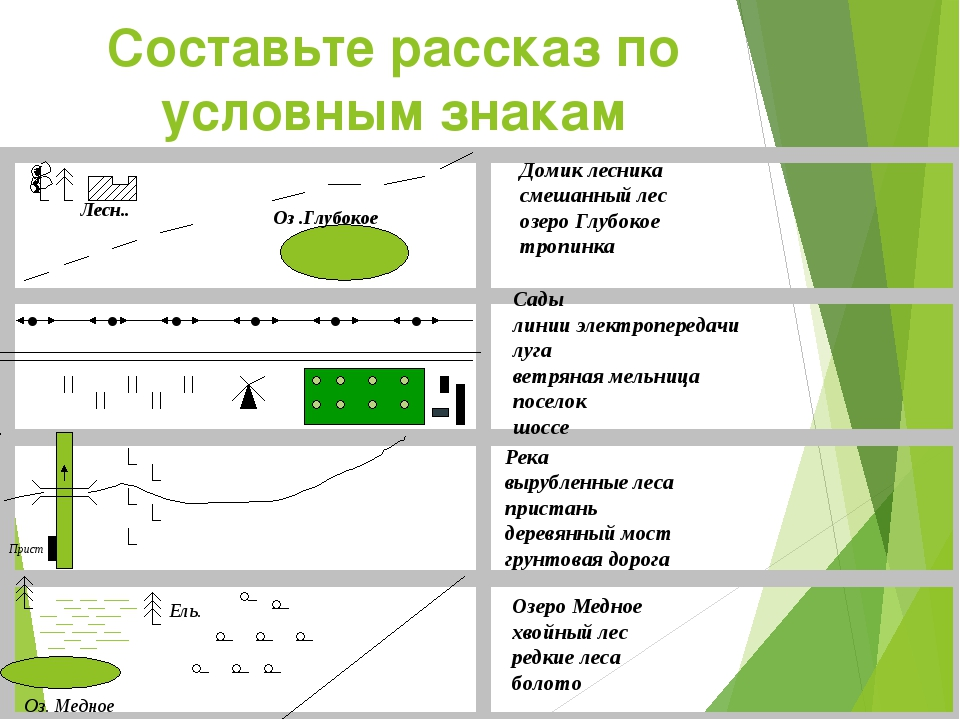 Составьте рассказ по
условным знакам
Лесн..
Оз .Глубокое
Домик лесника
смешанный лес
озеро Глубокое
тропинка
Сады
линии электропередачи
луга
ветряная мельница
поселок
шоссе
Прист
Река
вырубленные леса
пристань
деревянный мост
грунтовая дорога
Ель.
Оз. Медное
Озеро Медное
хвойный лес
редкие леса
болото